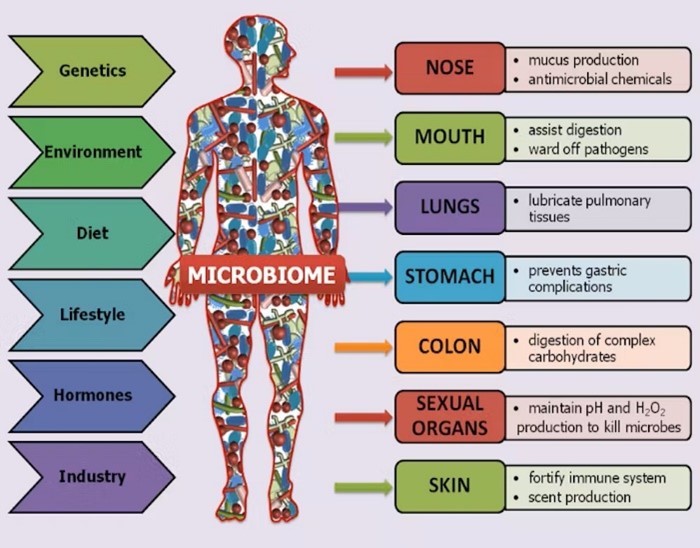 Genetics
Environment
Diet
Lifestyle
Hormones
Industry
MICROBIOME
NOSE
• mucus production
• antimicrobial chemicals
MOUTH
• assist digestion
• ward off pathogens
LUNGS
• lubricate pulmonary
tissues
STOMACH
• prevents gastric
complications
COLON
• digestion of complex
carbohydrates
SEXUAL
ORGANS
• maintain pH and H₂O₂
production to kill microbes
SKIN
• fortify immune system
• scent production